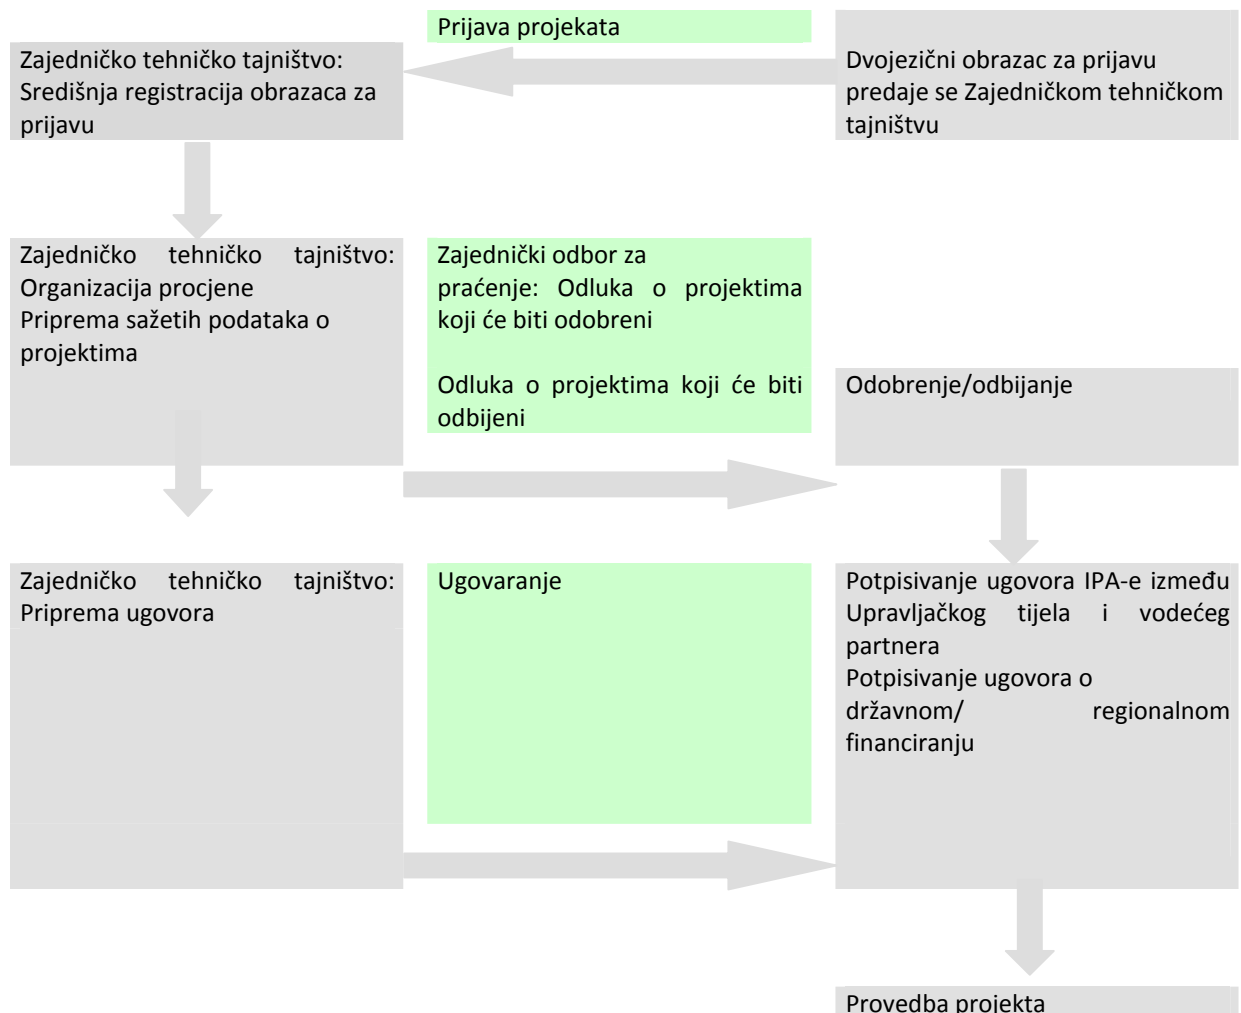 Prijava projekata
Zajedničko tehničko tajništvo:
Središnja registracija obrazaca za
prijavu
Dvojezični obrazac za prijavu
predaje se Zajedničkom tehničkom
tajništvu
Zajedničko tehničko tajništvo:
Organizacija procjene
Priprema sažetih podataka o
projektima
Zajednički odbor za
praćenje: Odluka o projektima
koji će biti odobreni
Odluka o projektima koji će biti
odbijeni
Odobrenje/odbijanje
Zajedničko tehničko tajništvo:
Priprema ugovora
Ugovaranje
Potpisivanje ugovora IPA-e između
Upravljačkog tijela i vodećeg
partnera
Potpisivanje ugovora o
državnom/ regionalnom
financiranju
Provedba projekta